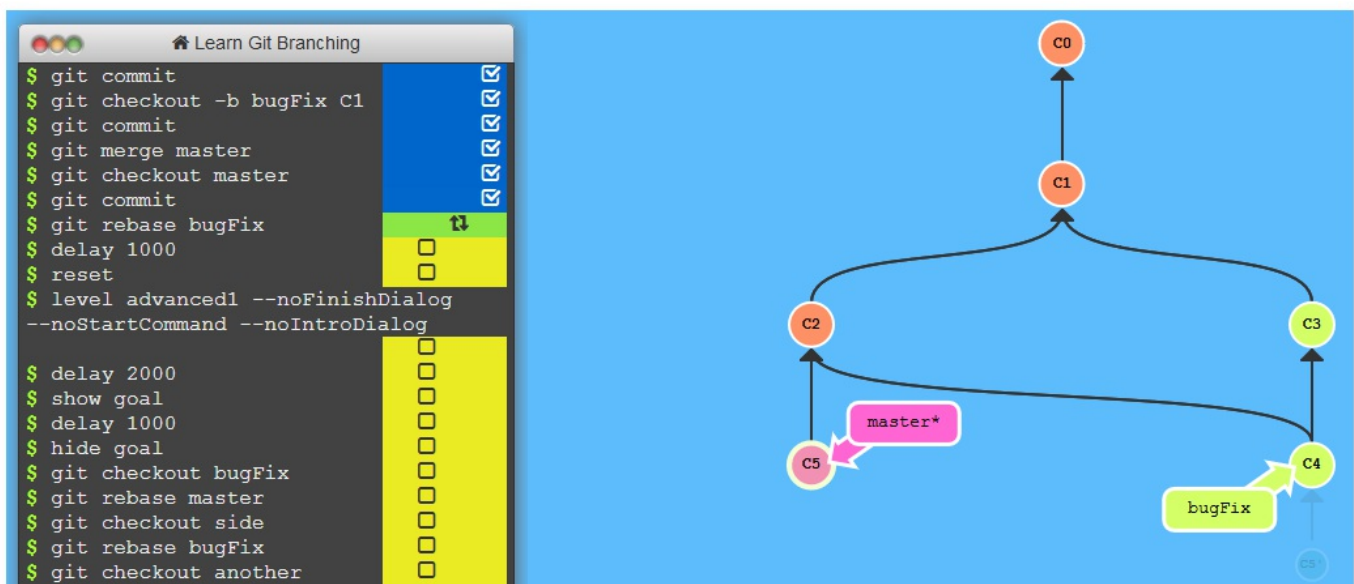 Learn Git Branching
$ git commit
$ git checkout -b bugFix C1
$ git commit
$ git merge master
$ git checkout master
$ git commit
$ git rebase bugFix
$ delay 1000
$ reset
$ level advanced1 --noFinishDialog
--noStartCommand --noIntroDialog
$ delay 2000
$ show goal
$ delay 1000
$ hide goal
$ git checkout bugFix
$ git rebase master
$ git checkout side
$ git rebase bugFix
$ git checkout another
C0
C1
C2
C3
master*
C5
C4
bugFix
C5'